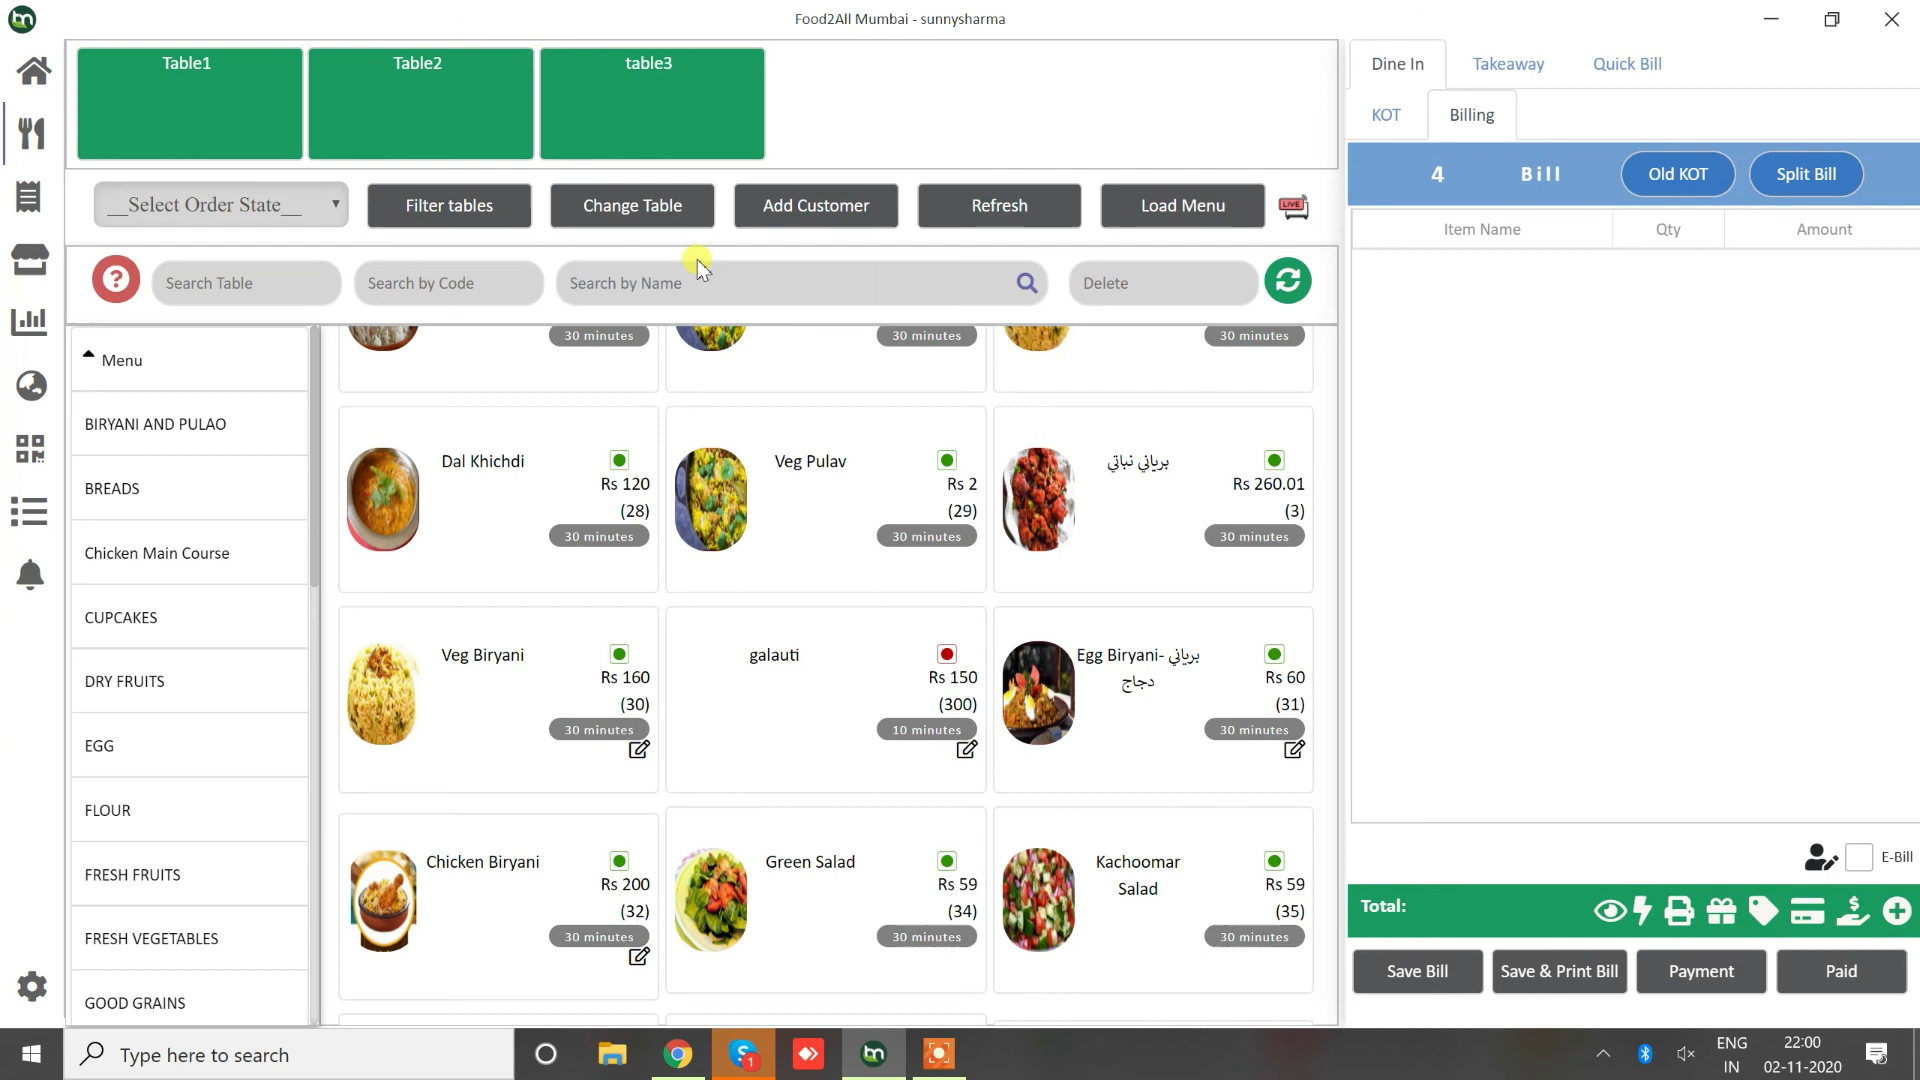 Food2All Mumbai - sunnysharma
Table1
Table2
table3
__Select Order State__
Filter tables
Change Table
Add Customer
Refresh
Load Menu
LIVE
?
Search Table
Search by Code
Search by Name
Delete
Menu
BIRYANI AND PULAO
BREADS
Chicken Main Course
CUPCAKES
DRY FRUITS
EGG
FLOUR
FRESH FRUITS
FRESH VEGETABLES
GOOD GRAINS
30 minutes
30 minutes
30 minutes
Dal Khichdi
Rs 120
(28)
30 minutes
Veg Pulav
Rs 2
(29)
30 minutes
برياني نباتي
Rs 260.01
(3)
30 minutes
Veg Biryani
Rs 160
(30)
30 minutes
galauti
Rs 150
(300)
10 minutes
Egg Biryani- برياني
دجاج
Rs 60
(31)
30 minutes
Chicken Biryani
Rs 200
(32)
30 minutes
Green Salad
Rs 59
(34)
30 minutes
Kachoomar
Salad
Rs 59
(35)
30 minutes
Dine In
Takeaway
Quick Bill
KOT
Billing
4
Bill
Old KOT
Split Bill
Item Name
Qty
Amount
E-Bill
Total:
Save Bill
Save & Print Bill
Payment
Paid
Type here to search
S
1
bn
ENG
IN
22:00
02-11-2020